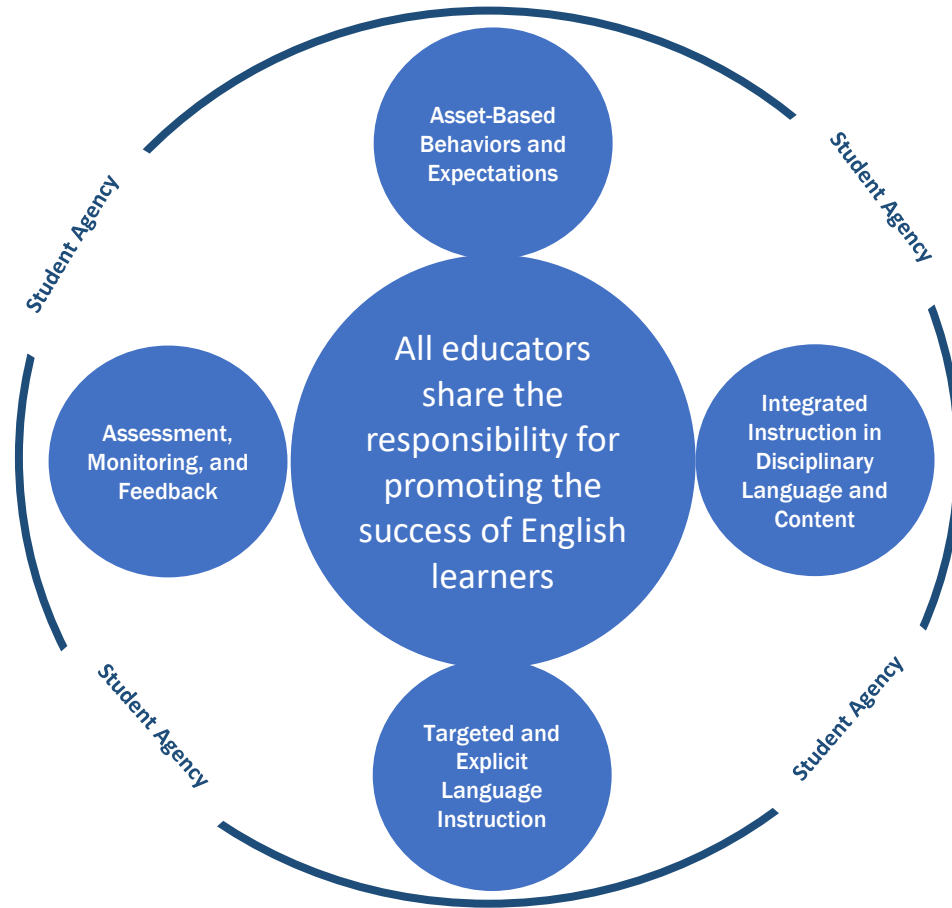 Asset-Based
Behaviors and
Expectations
Student Agency
Student Agency
All educators
share the
responsibility for
promoting the
success of English
learners
Assessment,
Monitoring, and
Feedback
Integrated
Instruction in
Disciplinary
Language and
Content
Student Agency
Student Agency
Targeted and
Explicit
Language
Instruction